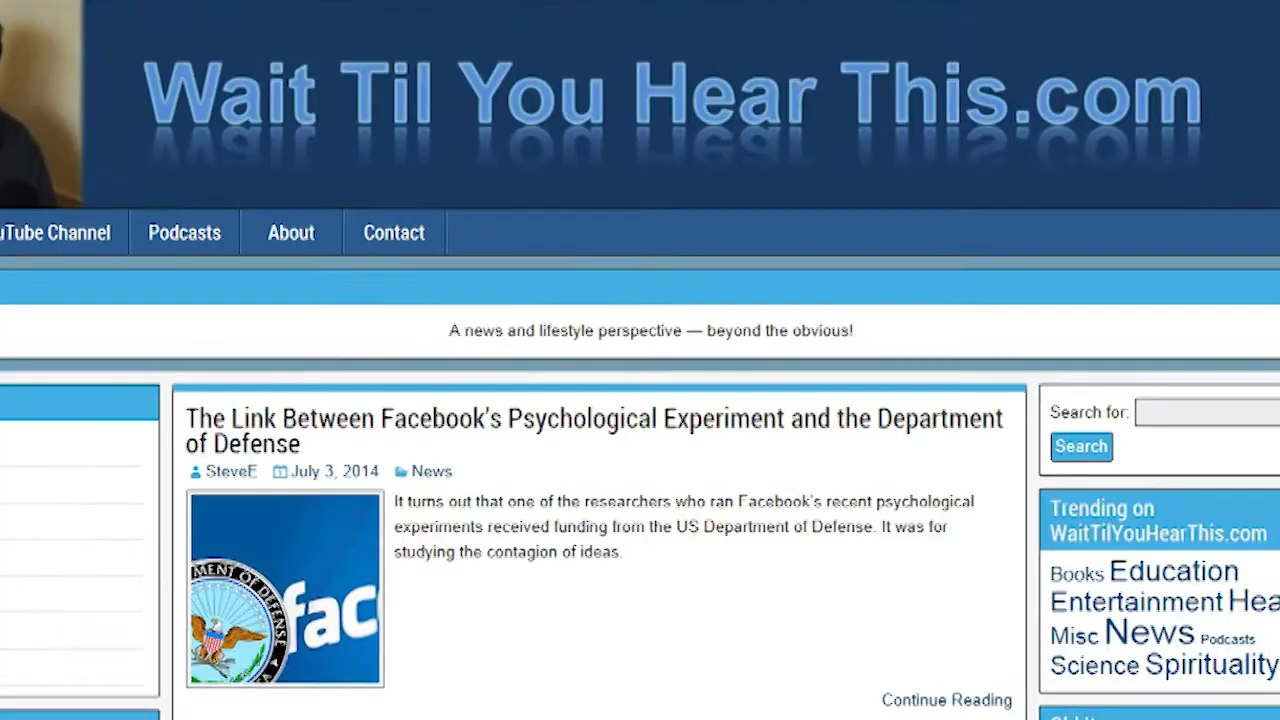 Wait Til You Hear This.com
uTube Channel
Podcasts
About
Contact
A news and lifestyle perspective — beyond the obvious!
The Link Between Facebook's Psychological Experiment and the Department
of Defense
SteveE July 3, 2014 News
It turns out that one of the researchers who ran Facebook's recent psychological
experiments received funding from the US Department of Defense. It was for
studying the contagion of ideas.
MENT OF DEFENSE
fac
Continue Reading
Search for:
Search
Trending on
WaitTilYouHearThis.com
Books Education
Entertainment Hea
Misc News Podcasts
Science Spirituality